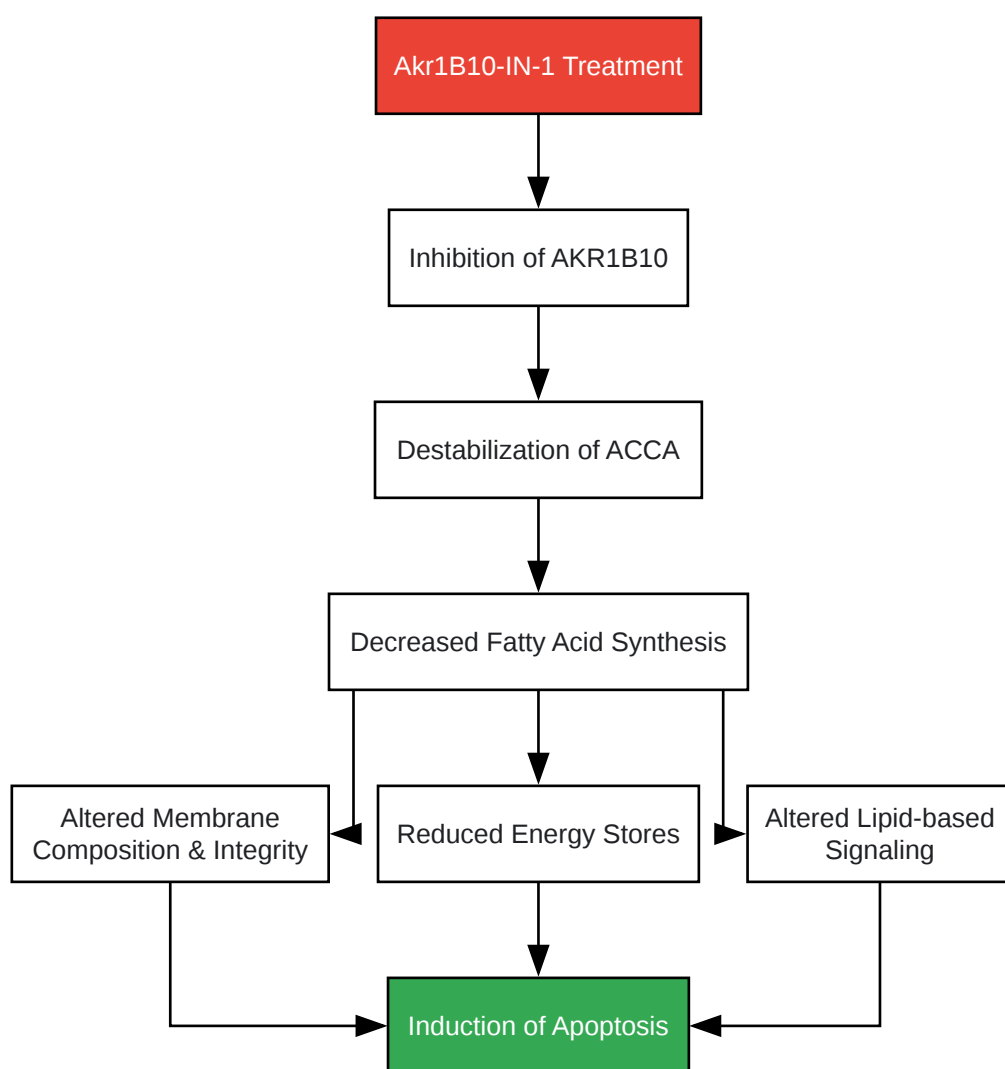 Akr1B10-IN-1 Treatment
Inhibition of AKR1B10
Destabilization of ACCA
Decreased Fatty Acid Synthesis
Altered Membrane
Composition & Integrity
Reduced Energy Stores
Altered Lipid-based
Signaling
Induction of Apoptosis